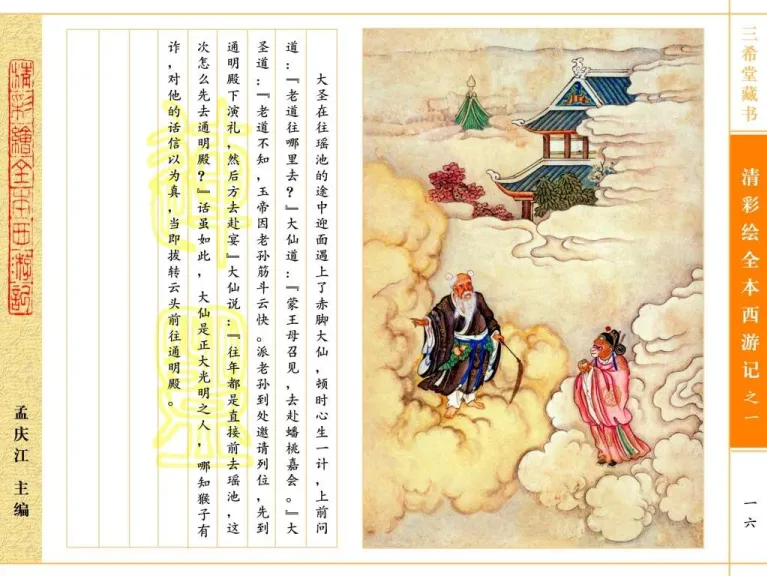 三希堂藏书
清彩绘全本西游记之一
一六
大圣在往瑶池的途中迎面遇上了赤脚大仙，顿时心生一计，上前问
道：『老道往哪里去？』大仙道：『蒙王母召见，去赴蟠桃嘉会。』大
圣道：『老道不知，玉帝因老孙筋斗云快。派老孙到处邀请列位，先到
通明殿下演礼，然后方去赴宴』大仙说：『往年都是直接前去瑶池，这
次怎么先去通明殿？』话虽如此，大仙是正大光明之人，哪知猴子有
诈，对他的话信以为真，当即拔转云头前往通明殿。
清彩绘全本西游记
孟庆江 主编